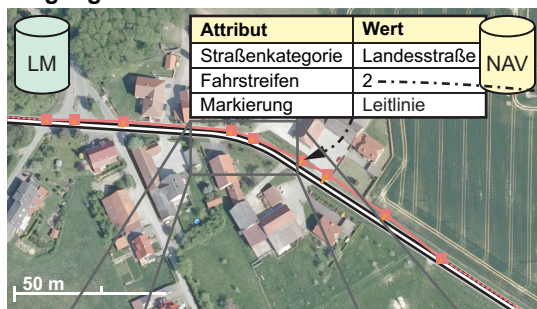 LM
Attribut Wert
Straßenkategorie Landesstraße
Fahrstreifen 2
Markierung Leitlinie
NAV
50 m